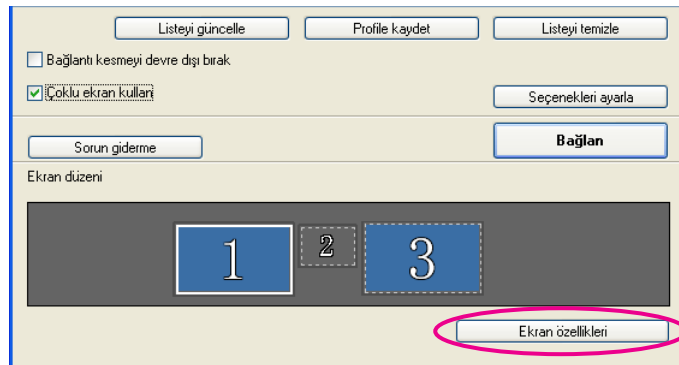 Listeyi güncelle Profile kaydet Listeyi temizle
Bağlantı kesmeyi devre dışı bırak
Çoklu ekran kullan
Seçenekleri ayarla
Sorun giderme Bağlan
Ekran düzeni
1 2 3
Ekran özellikleri